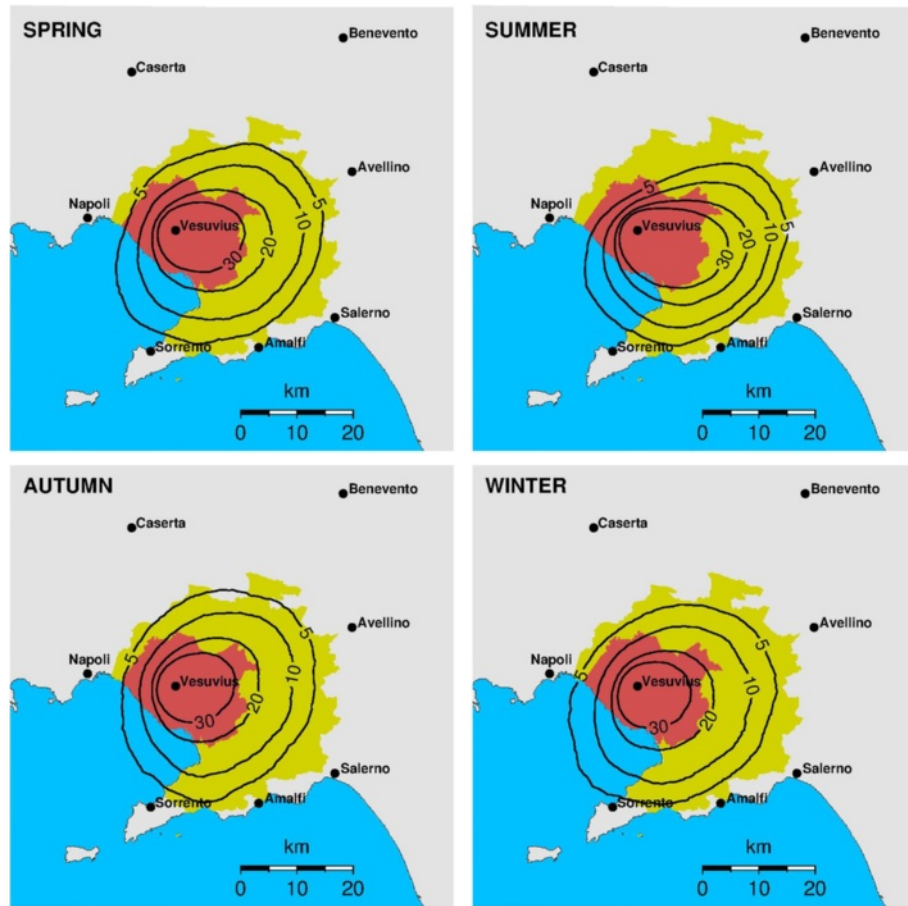 SPRING
Benevento
Caserta
Avellino
Napoli
5
Vesuvius
5
10
20
30
Salerno
Sorrento
Amalfi
km
0 10 20
SUMMER
Benevento
Caserta
Avellino
Napoli
5
Vesuvius
5
10
20
30
Salerno
Sorrento
Amalfi
km
0 10 20
AUTUMN
Benevento
Caserta
Avellino
Napoli
5
5
Vesuvius
10
20
30
Salerno
Sorrento
Amalfi
km
0 10 20
WINTER
Benevento
Caserta
Avellino
Napoli
5
5
Vesuvius
10
20
30
Salerno
Sorrento
Amalfi
km
0 10 20